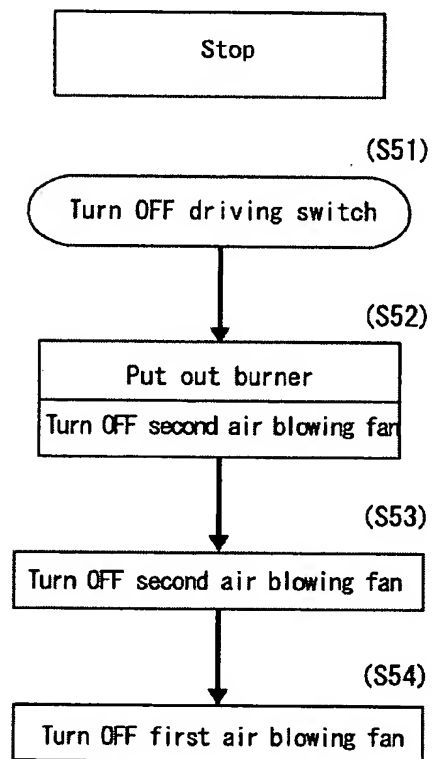 Stop
(S51)
Turn OFF driving switch
(S52)
Put out burner
Turn OFF second air blowing fan
(S53)
Turn OFF second air blowing fan
(S54)
Turn OFF first air blowing fan